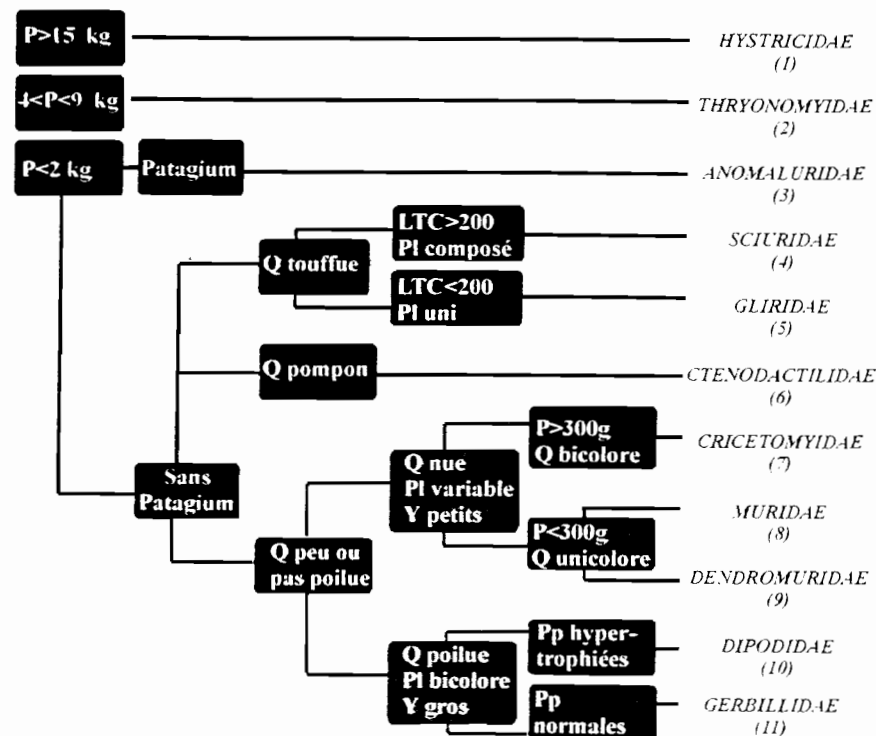 P>15 kg
HYSTRICIDAE
(1)
4<P<9 kg
THRYONOMYIDAE
(2)
P<2 kg
Patagium
ANOMALURIDAE
(3)
Q touffue
LTC>200
Pl composé
SCIURIDAE
(4)
LTC<200
Pl uni
GLIRIDAE
(5)
Q pompon
CTENODACTILIDAE
(6)
Sans
Patagium
Q peu ou
pas poilue
Q nue
Pl variable
Y petits
P>300g
Q bicolore
CRICETOMYIDAE
(7)
P<300g
Q unicolore
MURIDAE
(8)
DENDROMURIDAE
(9)
Q poilue
Pl bicolore
Y gros
Pp hyper-
trophiées
DIPODIDAE
(10)
Pp
normales
GERBILLIDAE
(11)